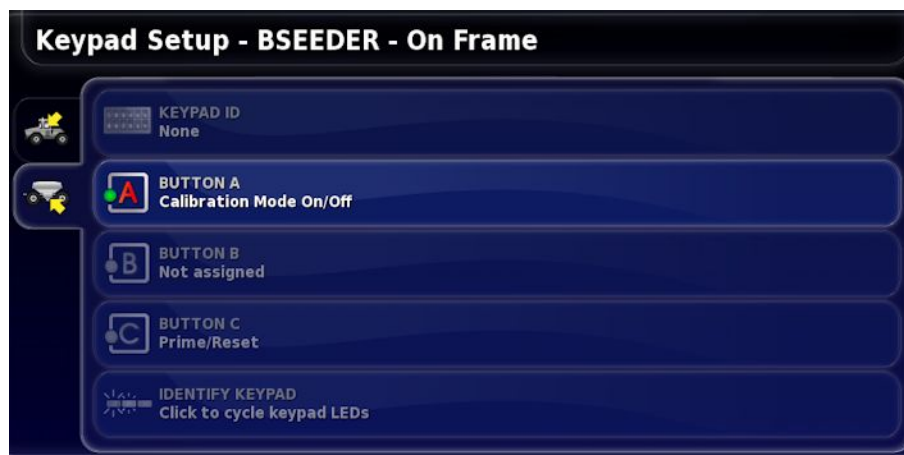 Keypad Setup - BSEEDER - On Frame
KEYPAD ID
None
A
BUTTON A
Calibration Mode On/Off
B
BUTTON B
Not assigned
C
BUTTON C
Prime/Reset
IDENTIFY KEYPAD
Click to cycle keypad LEDs